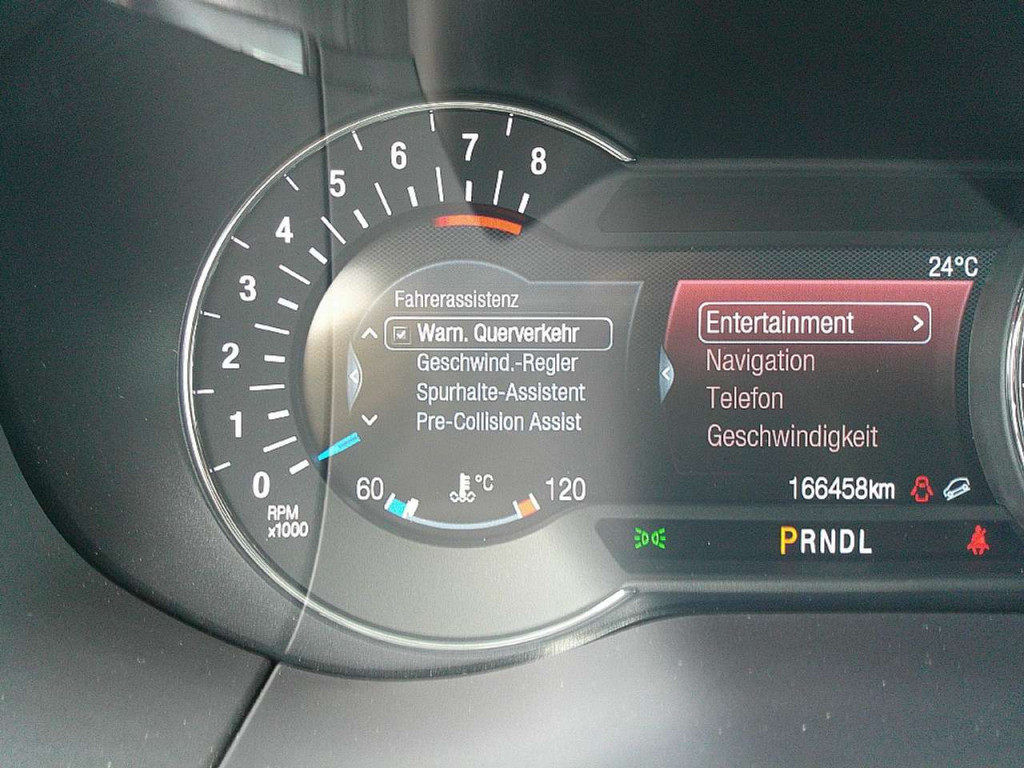 8
7
6
5
4
3
2
1
0
RPM
x1000
Fahrerassistenz
Warn. Querverkehr
Geschwind.-Regler
Spurhalte-Assistent
Pre-Collision Assist
60 °C 120
24°C
Entertainment >
Navigation
Telefon
Geschwindigkeit
166458km
PRNDL